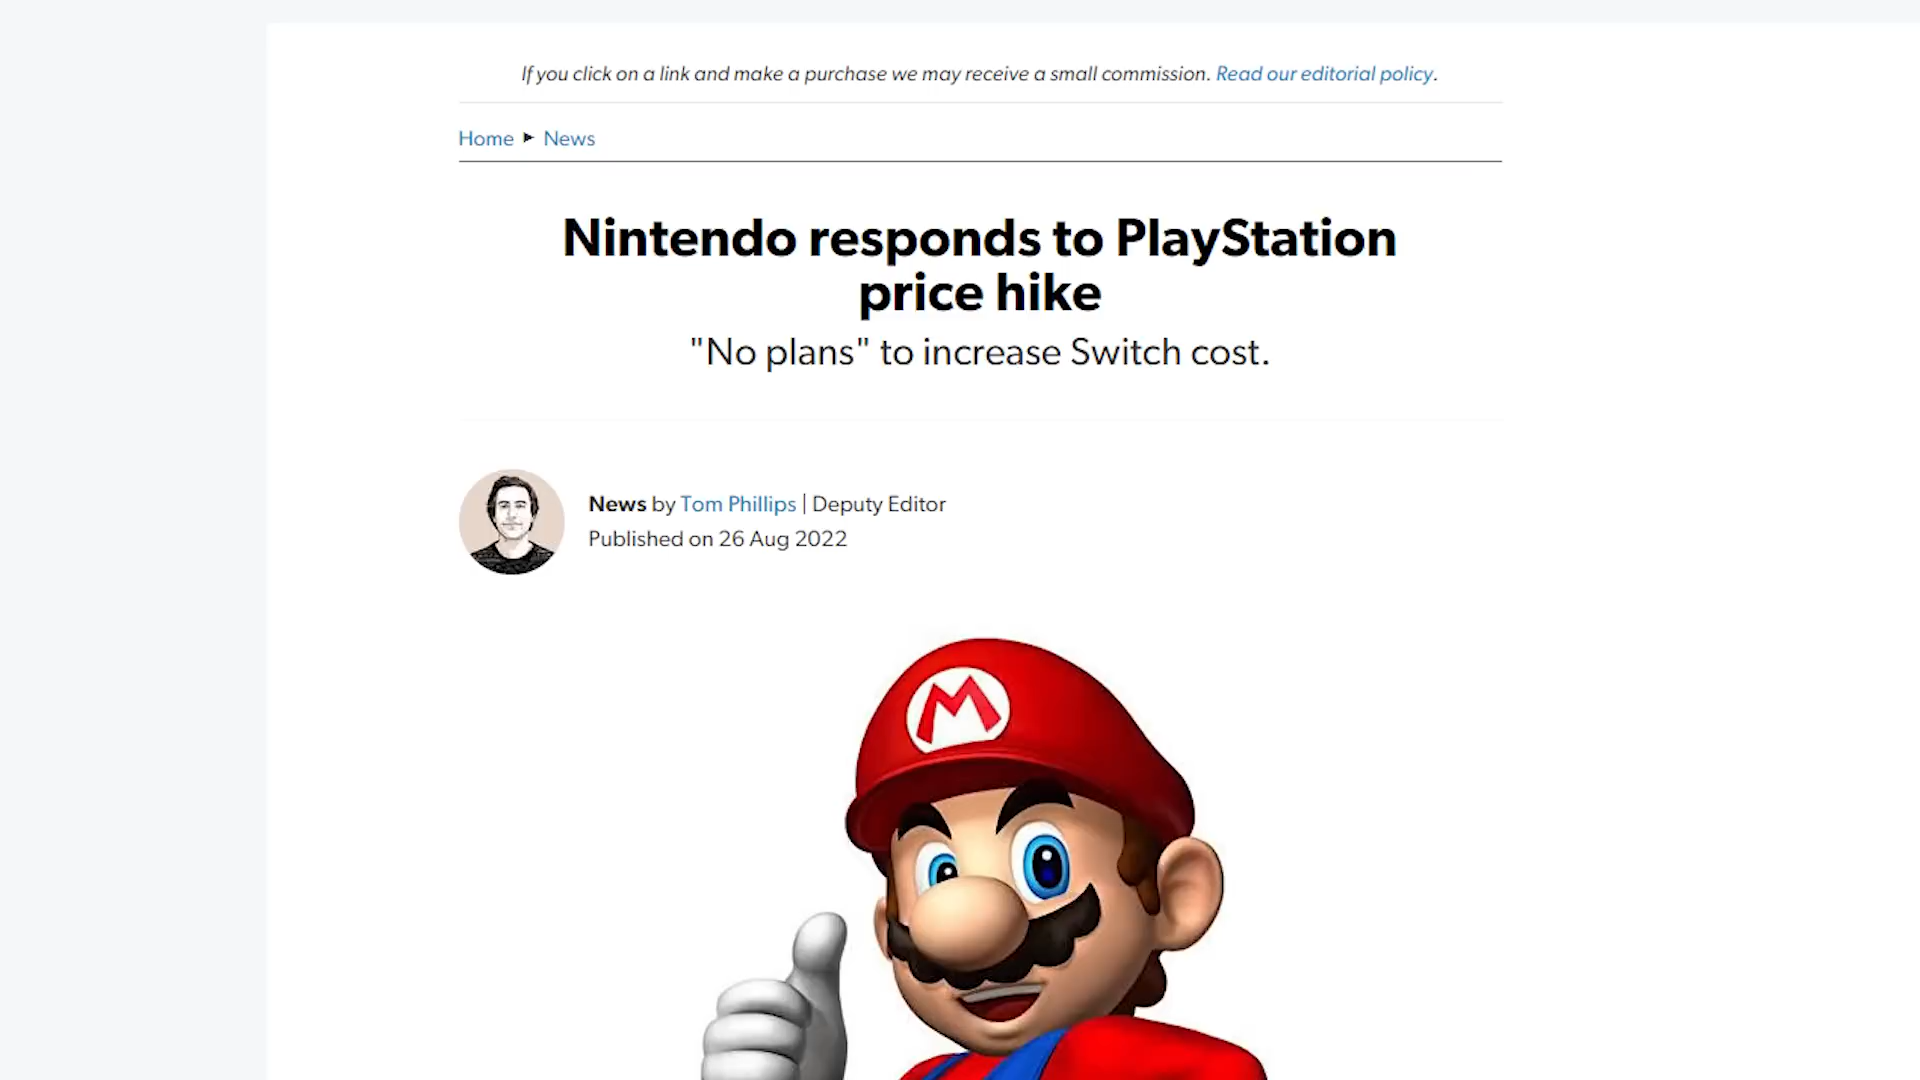 If you click on a link and make a purchase we may receive a small commission. Read our editorial policy.
Home ▸ News
Nintendo responds to PlayStation
price hike
"No plans" to increase Switch cost.
News by Tom Phillips | Deputy Editor
Published on 26 Aug 2022
M